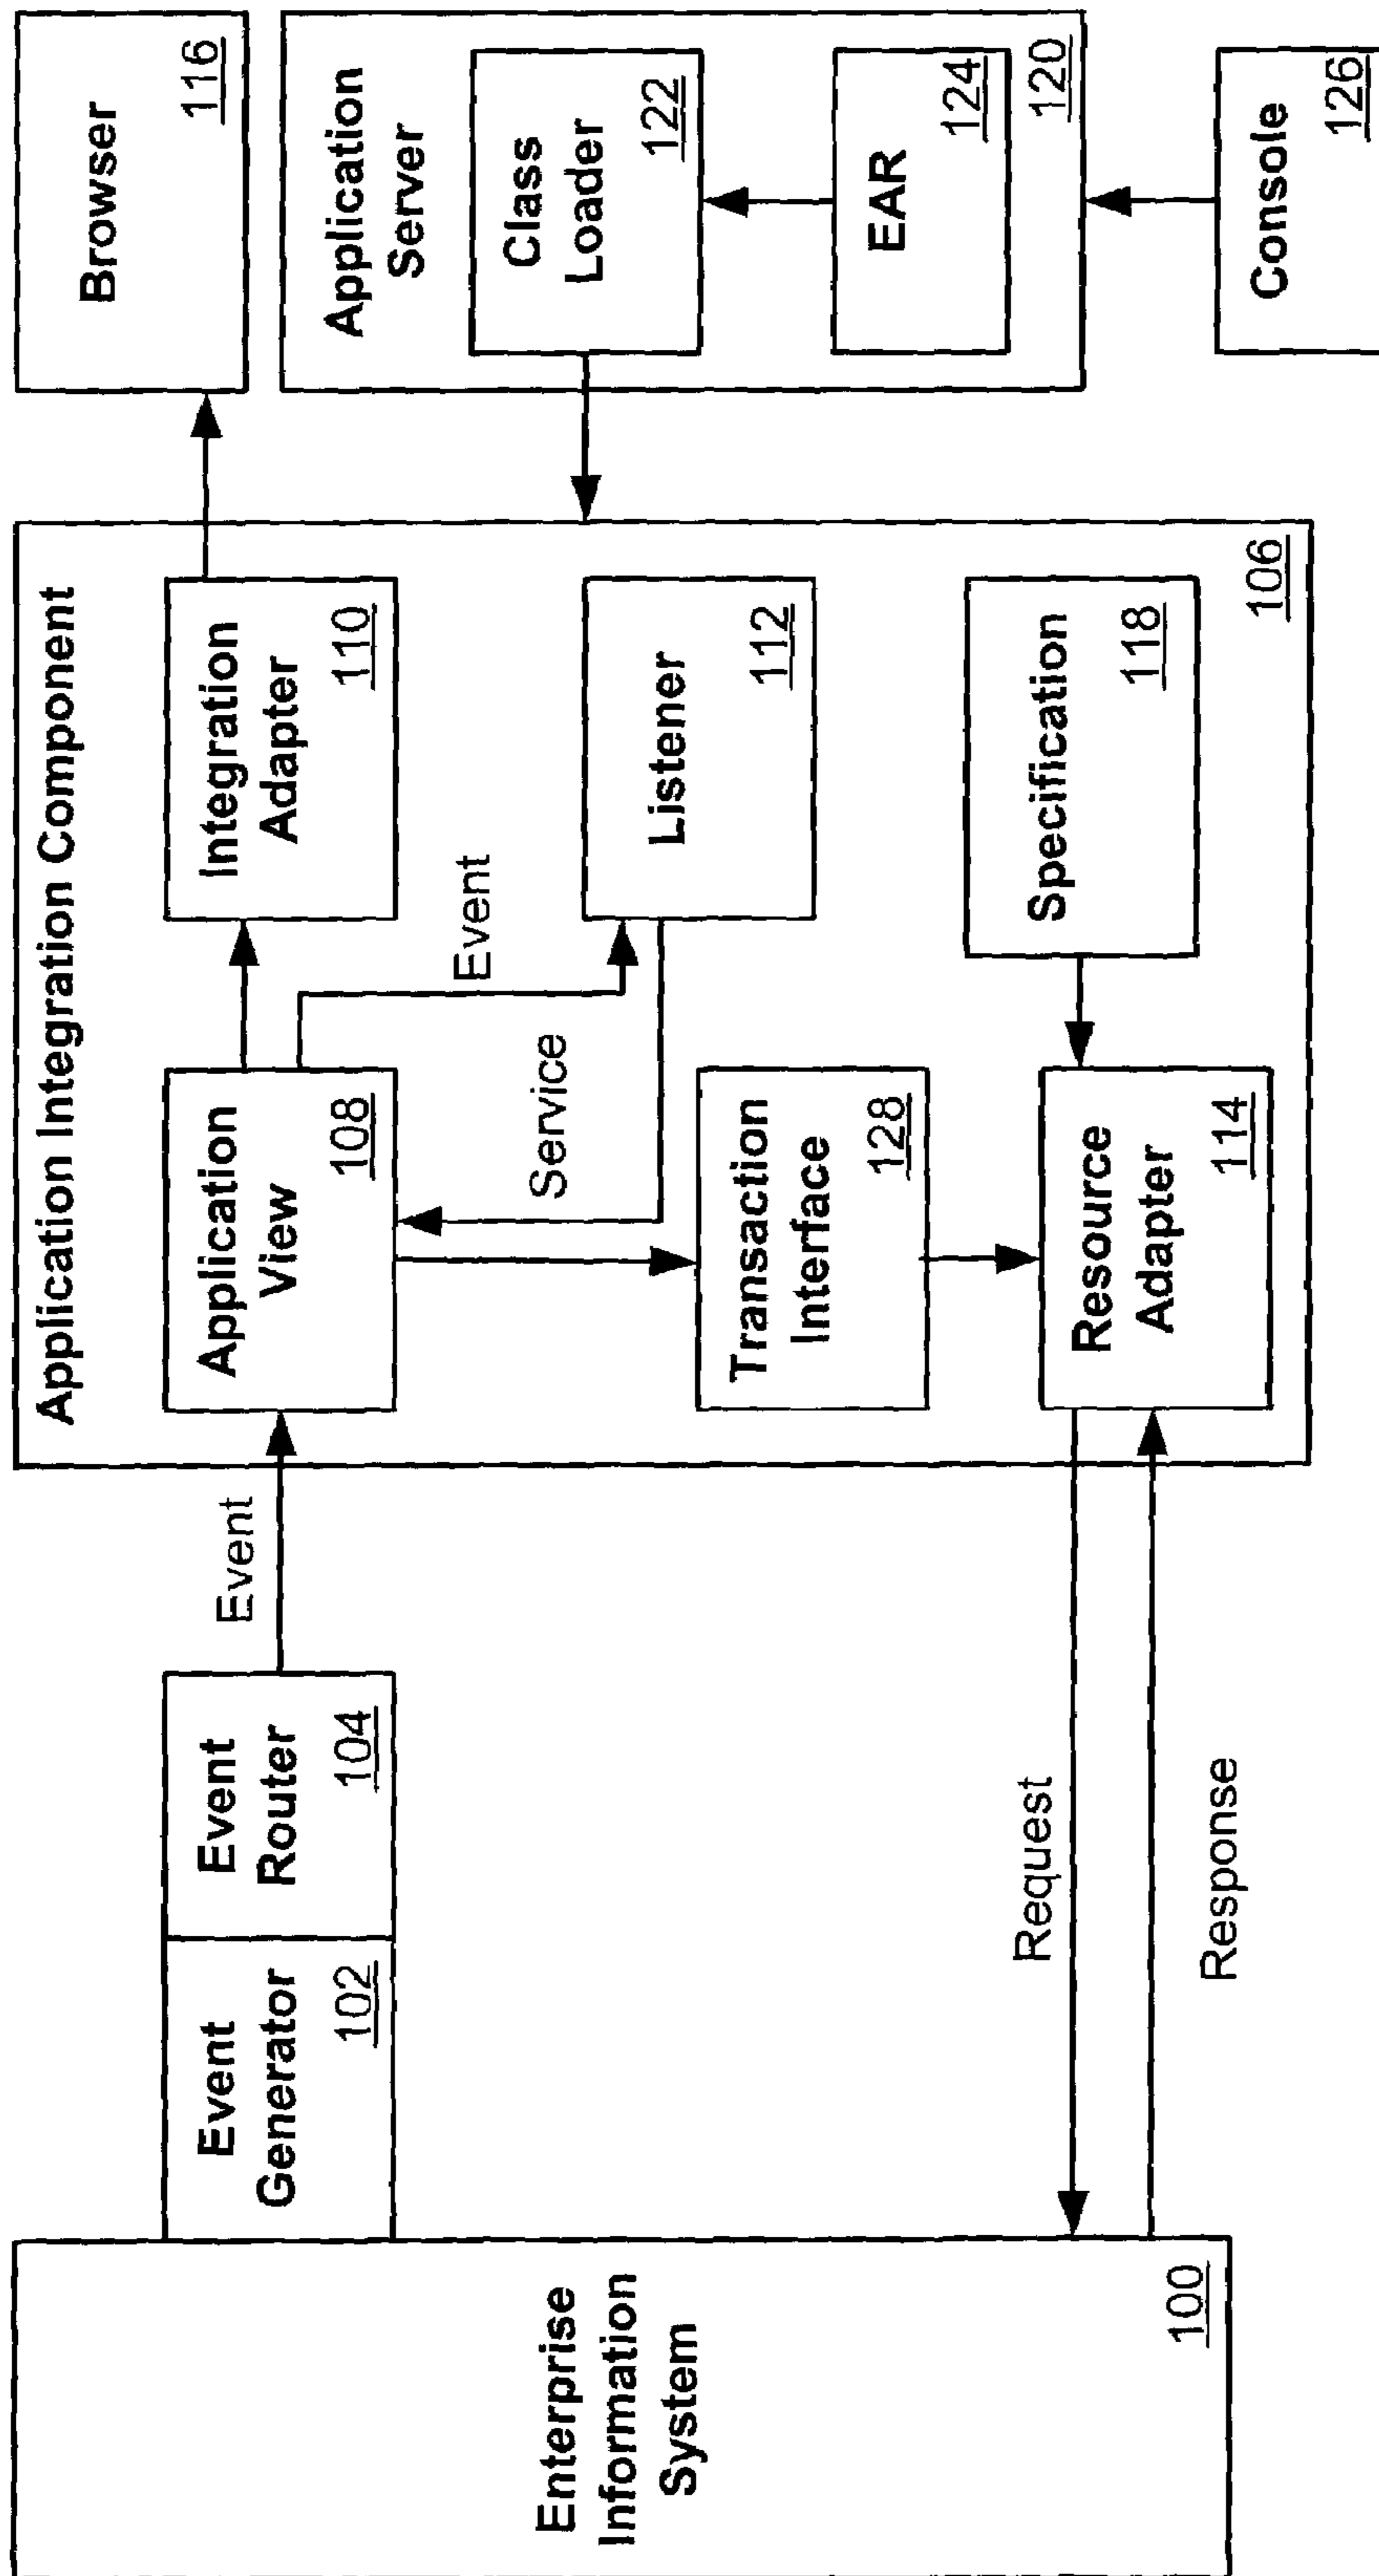 Enterprise
Information
System
100
Event
Generator
102
Event
Router
104
Event
Request
Response
Application Integration Component
Application
View
108
Integration
Adapter
110
Event
Service
Listener
112
Transaction
Interface
128
Resource
Adapter
114
Specification
118
106
Browser
116
Application
Server
Class
Loader
122
EAR
124
120
Console
126